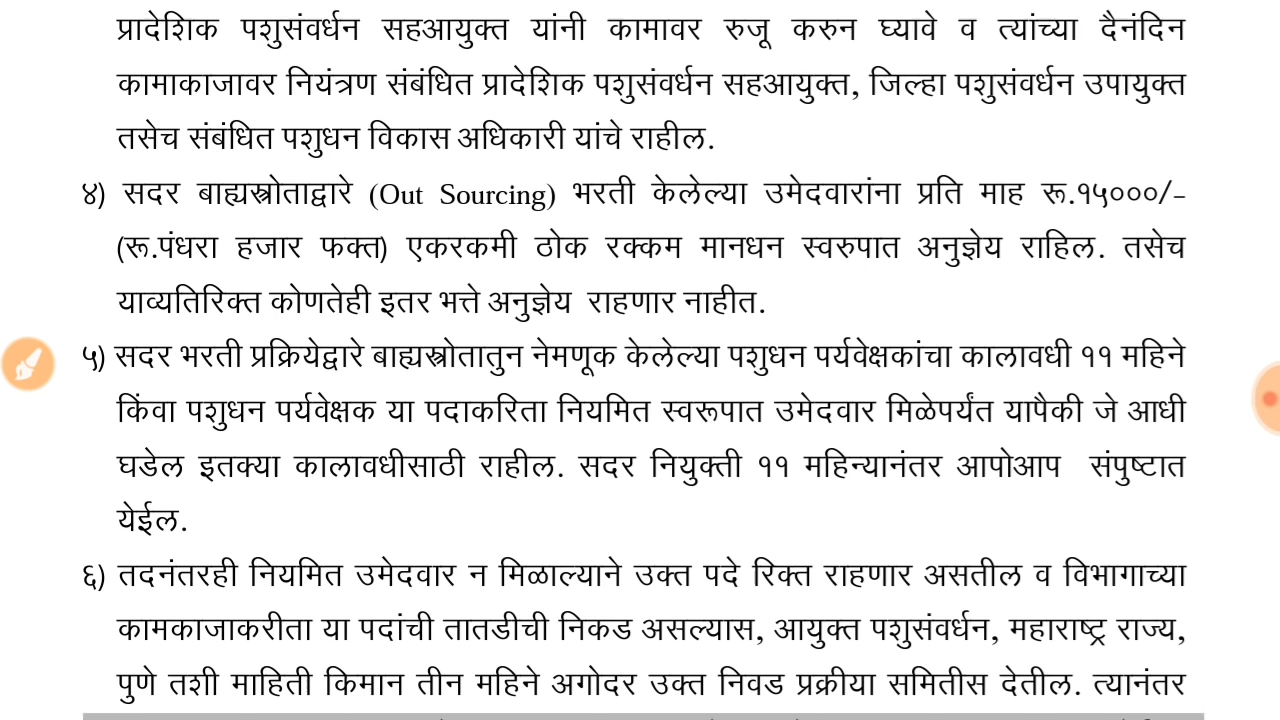 प्रादेशिक पशुसंवर्धन सहआयुक्त यांनी कामावर रुजू करुन घ्यावे व त्यांच्या दैनंदिन
कामाकाजावर नियंत्रण संबंधित प्रादेशिक पशुसंवर्धन सहआयुक्त, जिल्हा पशुसंवर्धन उपायुक्त
तसेच संबंधित पशुधन विकास अधिकारी यांचे राहील.
४) सदर बाह्यस्त्रोताद्वारे (Out Sourcing) भरती केलेल्या उमेदवारांना प्रति माह रू.१५०००/-
(रू.पंधरा हजार फक्त) एकरकमी ठोक रक्कम मानधन स्वरुपात अनुज्ञेय राहिल. तसेच
याव्यतिरिक्त कोणतेही इतर भत्ते अनुज्ञेय राहणार नाहीत.
५) सदर भरती प्रक्रियेद्वारे बाह्यस्त्रोतातुन नेमणूक केलेल्या पशुधन पर्यवेक्षकांचा कालावधी ११ महिने
किंवा पशुधन पर्यवेक्षक या पदाकरिता नियमित स्वरूपात उमेदवार मिळेपर्यंत यापैकी जे आधी
घडेल इतक्या कालावधीसाठी राहील. सदर नियुक्ती ११ महिन्यानंतर आपोआप संपुष्टात
येईल.
६) तदनंतरही नियमित उमेदवार न मिळाल्याने उक्त पदे रिक्त राहणार असतील व विभागाच्या
कामकाजाकरीता या पदांची तातडीची निकड असल्यास, आयुक्त पशुसंवर्धन, महाराष्ट्र राज्य,
पुणे तशी माहिती किमान तीन महिने अगोदर उक्त निवड प्रक्रीया समितीस देतील. त्यानंतर